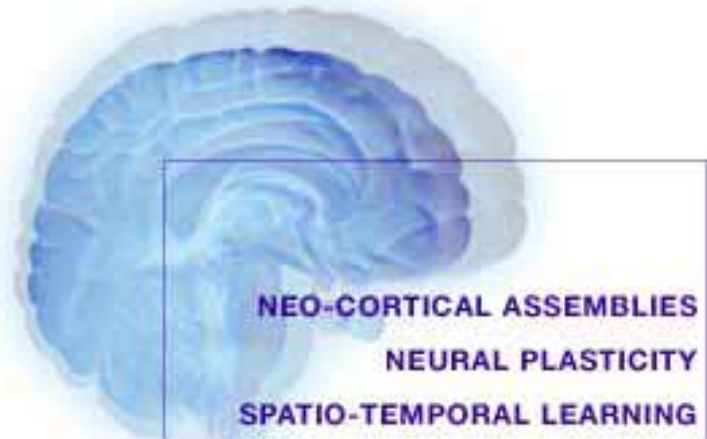 NEO-CORTICAL ASSEMBLIES
NEURAL PLASTICITY
SPATIO-TEMPORAL LEARNING